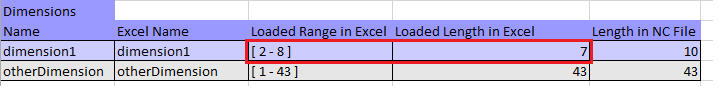 Dimensions
Name Excel Name Loaded Range in Excel Loaded Length in Excel Length in NC File
dimension1 dimension1 [ 2 - 8 ] 7 10
otherDimension otherDimension [ 1 - 43 ] 43 43